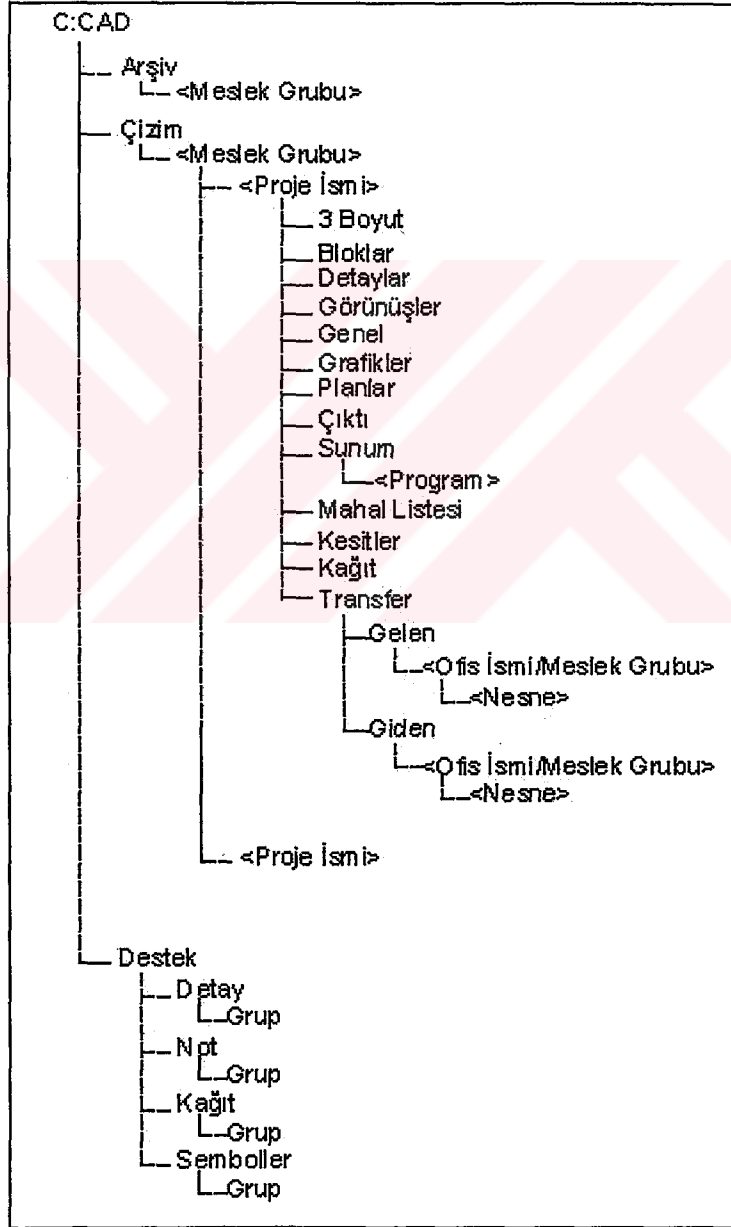 C:CAD
Arşiv
<Meslek Grubu>
Çizim
<Meslek Grubu>
<Proje İsmi>
3 Boyut
Bloklar
Detaylar
Görünüşler
Genel
Grafikler
Planlar
Çıktı
Sunum
<Program>
Mahal Listesi
Kesitler
Kağıt
Transfer
Gelen
<Ofis İsmi/Meslek Grubu>
<Nesne>
Giden
<Ofis İsmi/Meslek Grubu>
<Nesne>
<Proje İsmi>
Destek
Detay
Grup
Not
Grup
Kağıt
Grup
Semboller
Grup